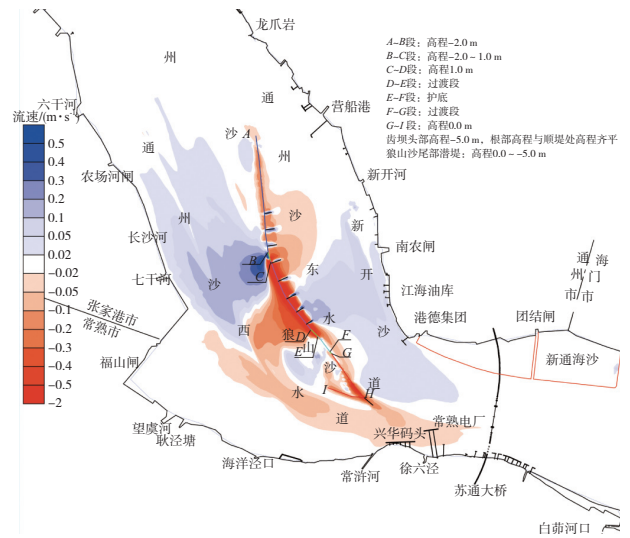 龙爪岩
A-B段:高程-2.0 m
B-C段:高程-2.0~1.0 m
C-D段:高程1.0 m
D-E段:过渡段
E-F段:护底
F-G段:过渡段
G-I 段:高程0.0 m
齿坝头部高程-5.0 m,根部高程与顺堤处高程齐平
狼山沙尾部潜堤:高程0.0~-5.0 m
州
通
六干河
流速/(m·s
0.5
0.4
0.3
0.2
0.1
0.05
0.02
-0.02
-0.05
-0.1
-0.2
-0.3
-0.4
-0.5
-2
营船港
沙 A
通
州
沙
农场河闸
新开河
州
长沙河
新
开
沙
南农闸
B
C
东
水
道
七干河
沙
江海油库
通州市
海门市
港德集团
团结闸
张家港市
常熟市
西
水
道
狼 D
山
沙
E
E
G
福山闸
新通海沙
I
H
常熟电厂
兴华码头
望虞河
耿泾塘
海洋泾口
常浒河
徐六泾
苏通大桥
白茆河口